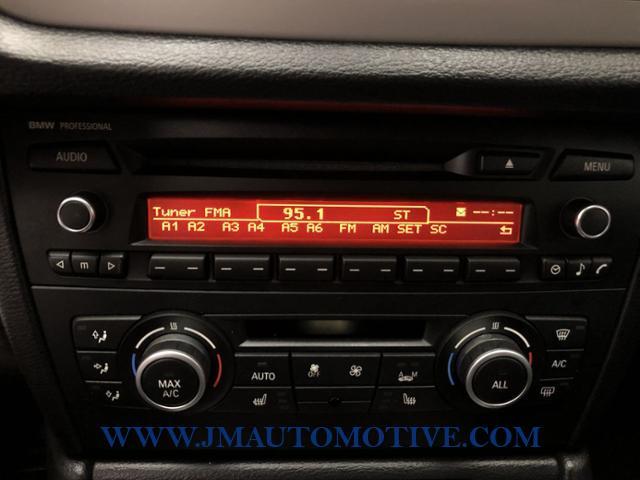 BMW PROFESSIONAL
AUDIO
MENU
Tuner FMA 95.1 ST --:--
A1 A2 A3 A4 A5 A6 FM AM SET SC
m
MAX A/C
AUTO
OFF
A M
ALL
A/C
WWW.JMAUTOMOTIVE.COM